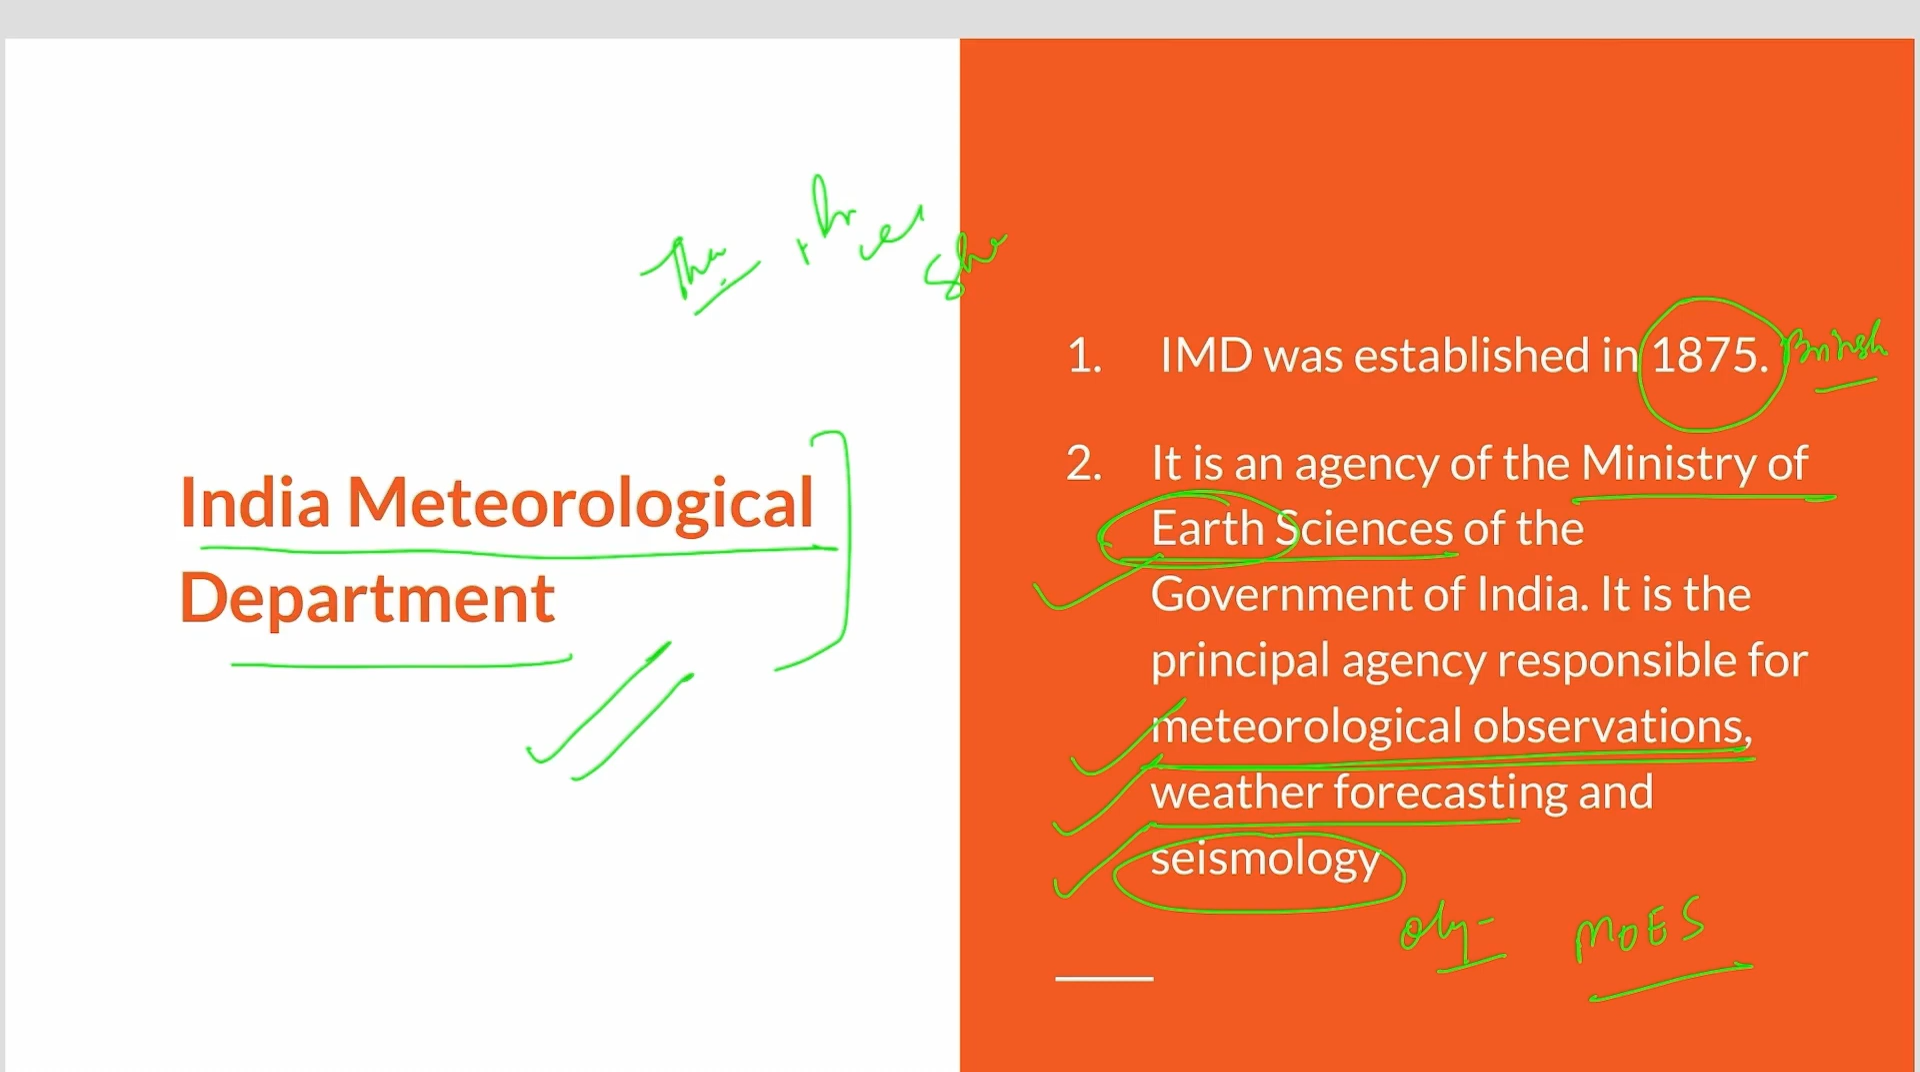 India Meteorological
Department
1. IMD was established in 1875. British
2. It is an agency of the Ministry of
Earth Sciences of the
Government of India. It is the
principal agency responsible for
meteorological observations,
weather forecasting and
seismology
MOES